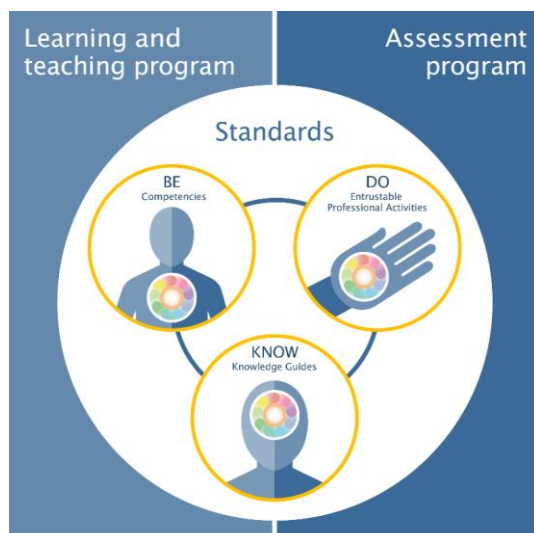 Learning and
teaching program
Assessment
program
Standards
BE
Competencies
DO
Entrustable
Professional Activities
KNOW
Knowledge Guides